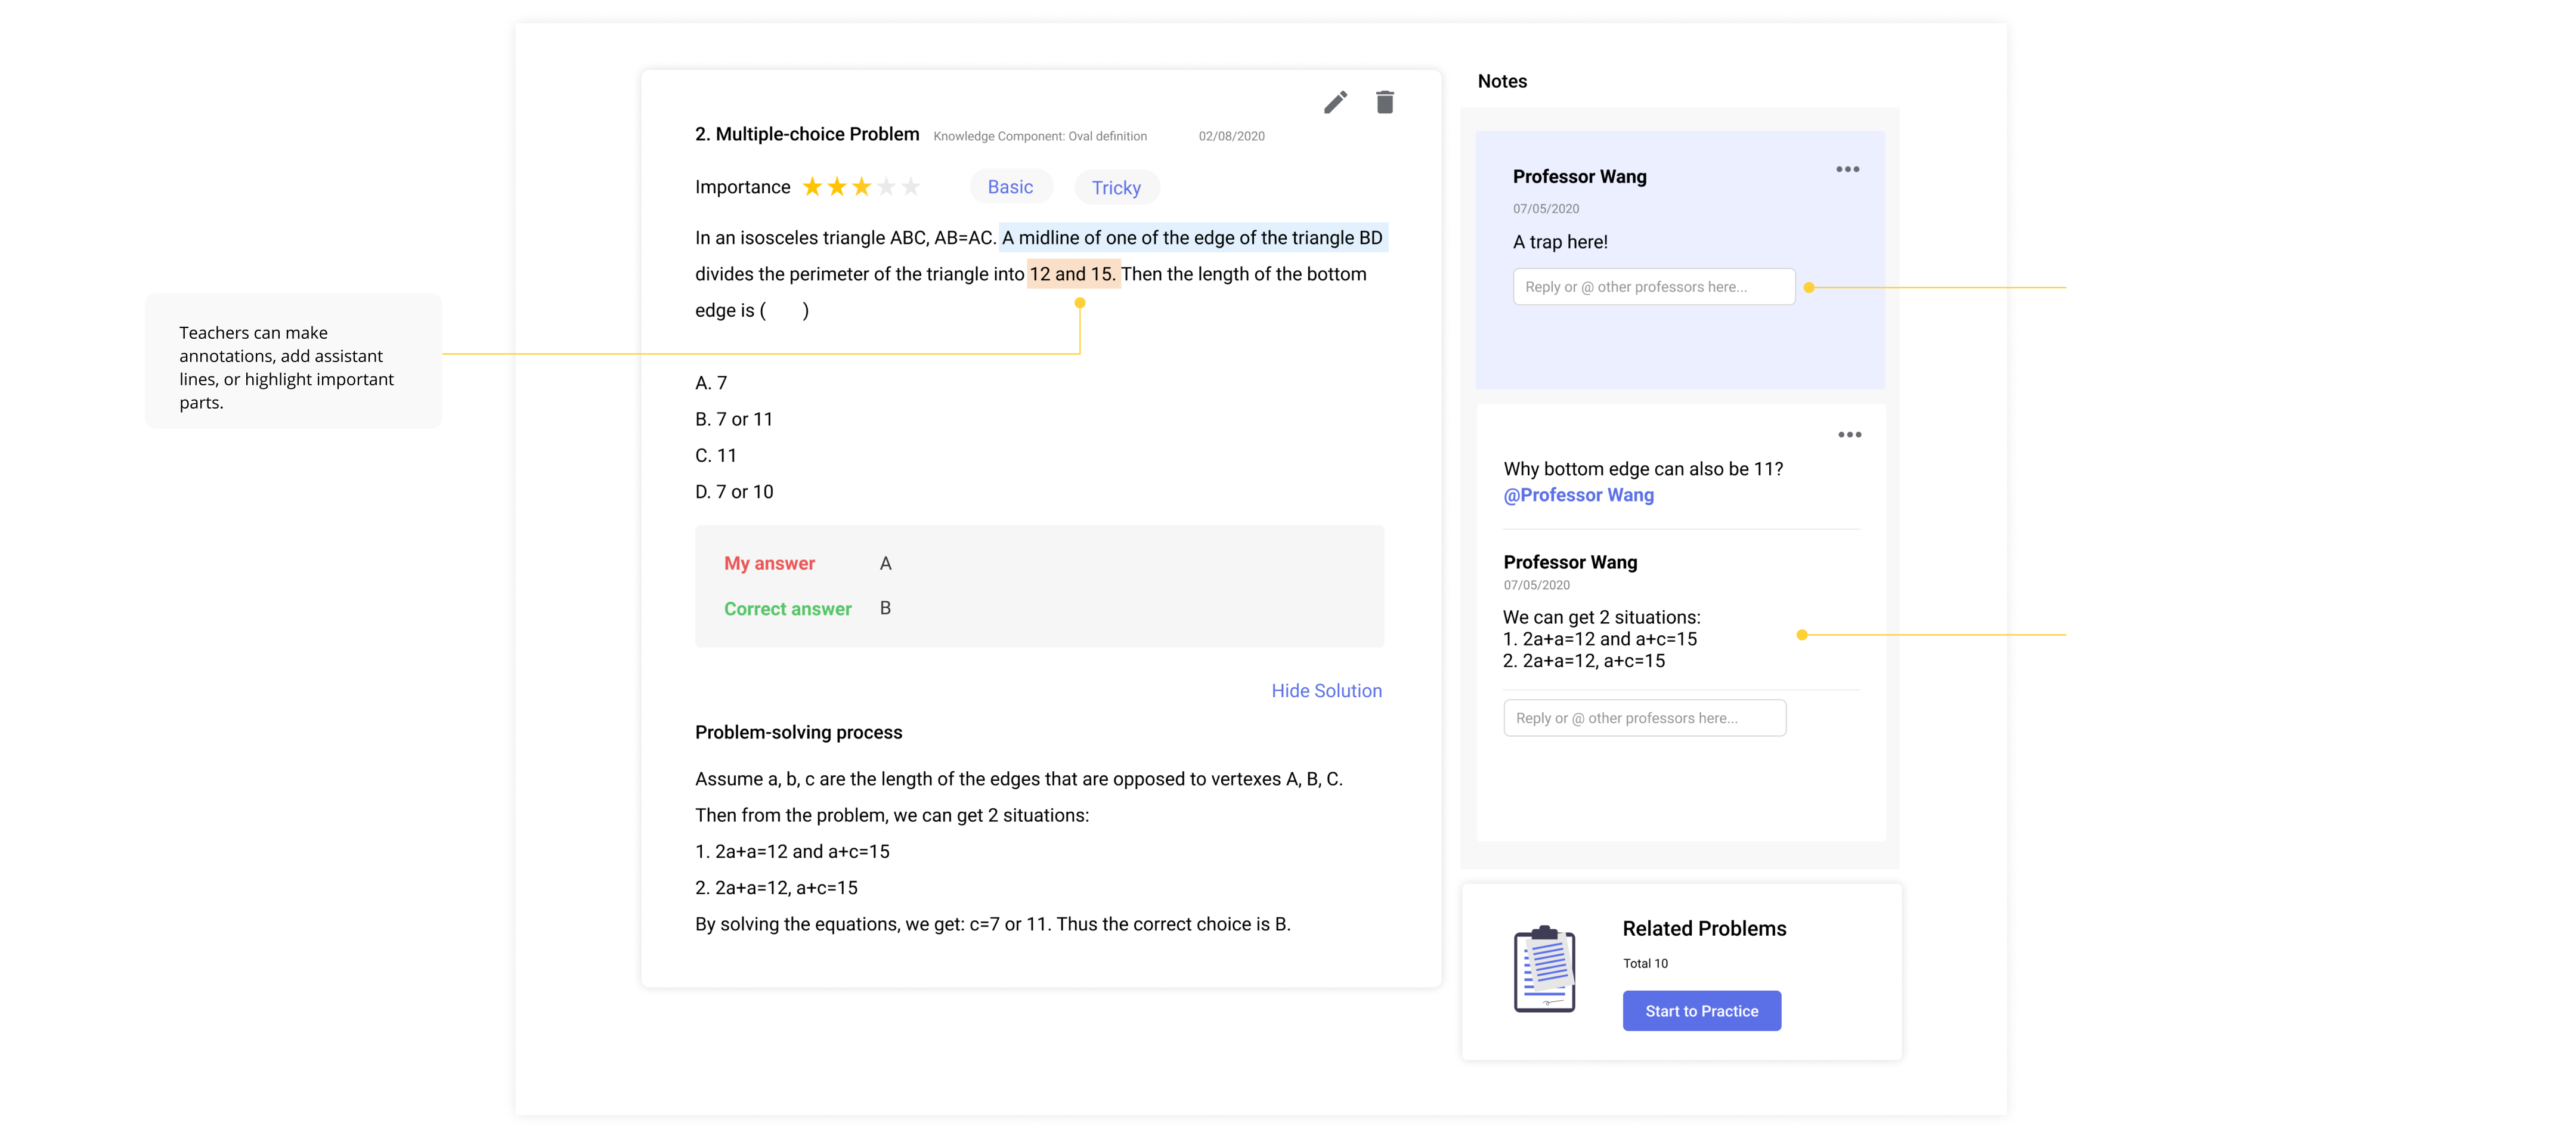 Teachers can make
annotations, add assistant
lines, or highlight important
parts.
2. Multiple-choice Problem Knowledge Component: Oval definition 02/08/2020
Importance Basic Tricky
In an isosceles triangle ABC, AB=AC. A midline of one of the edge of the triangle BD
divides the perimeter of the triangle into 12 and 15. Then the length of the bottom
edge is ( )
A. 7
B. 7 or 11
C. 11
D. 7 or 10
My answer A
Correct answer B
Hide Solution
Problem-solving process
Assume a, b, c are the length of the edges that are opposed to vertexes A, B, C.
Then from the problem, we can get 2 situations:
1. 2a+a=12 and a+c=15
2. 2a+a=12, a+c=15
By solving the equations, we get: c=7 or 11. Thus the correct choice is B.
Notes
Professor Wang
07/05/2020
A trap here!
Reply or @ other professors here...
Why bottom edge can also be 11?
@Professor Wang
Professor Wang
07/05/2020
We can get 2 situations:
1. 2a+a=12 and a+c=15
2. 2a+a=12, a+c=15
Reply or @ other professors here...
Related Problems
Total 10
Start to Practice